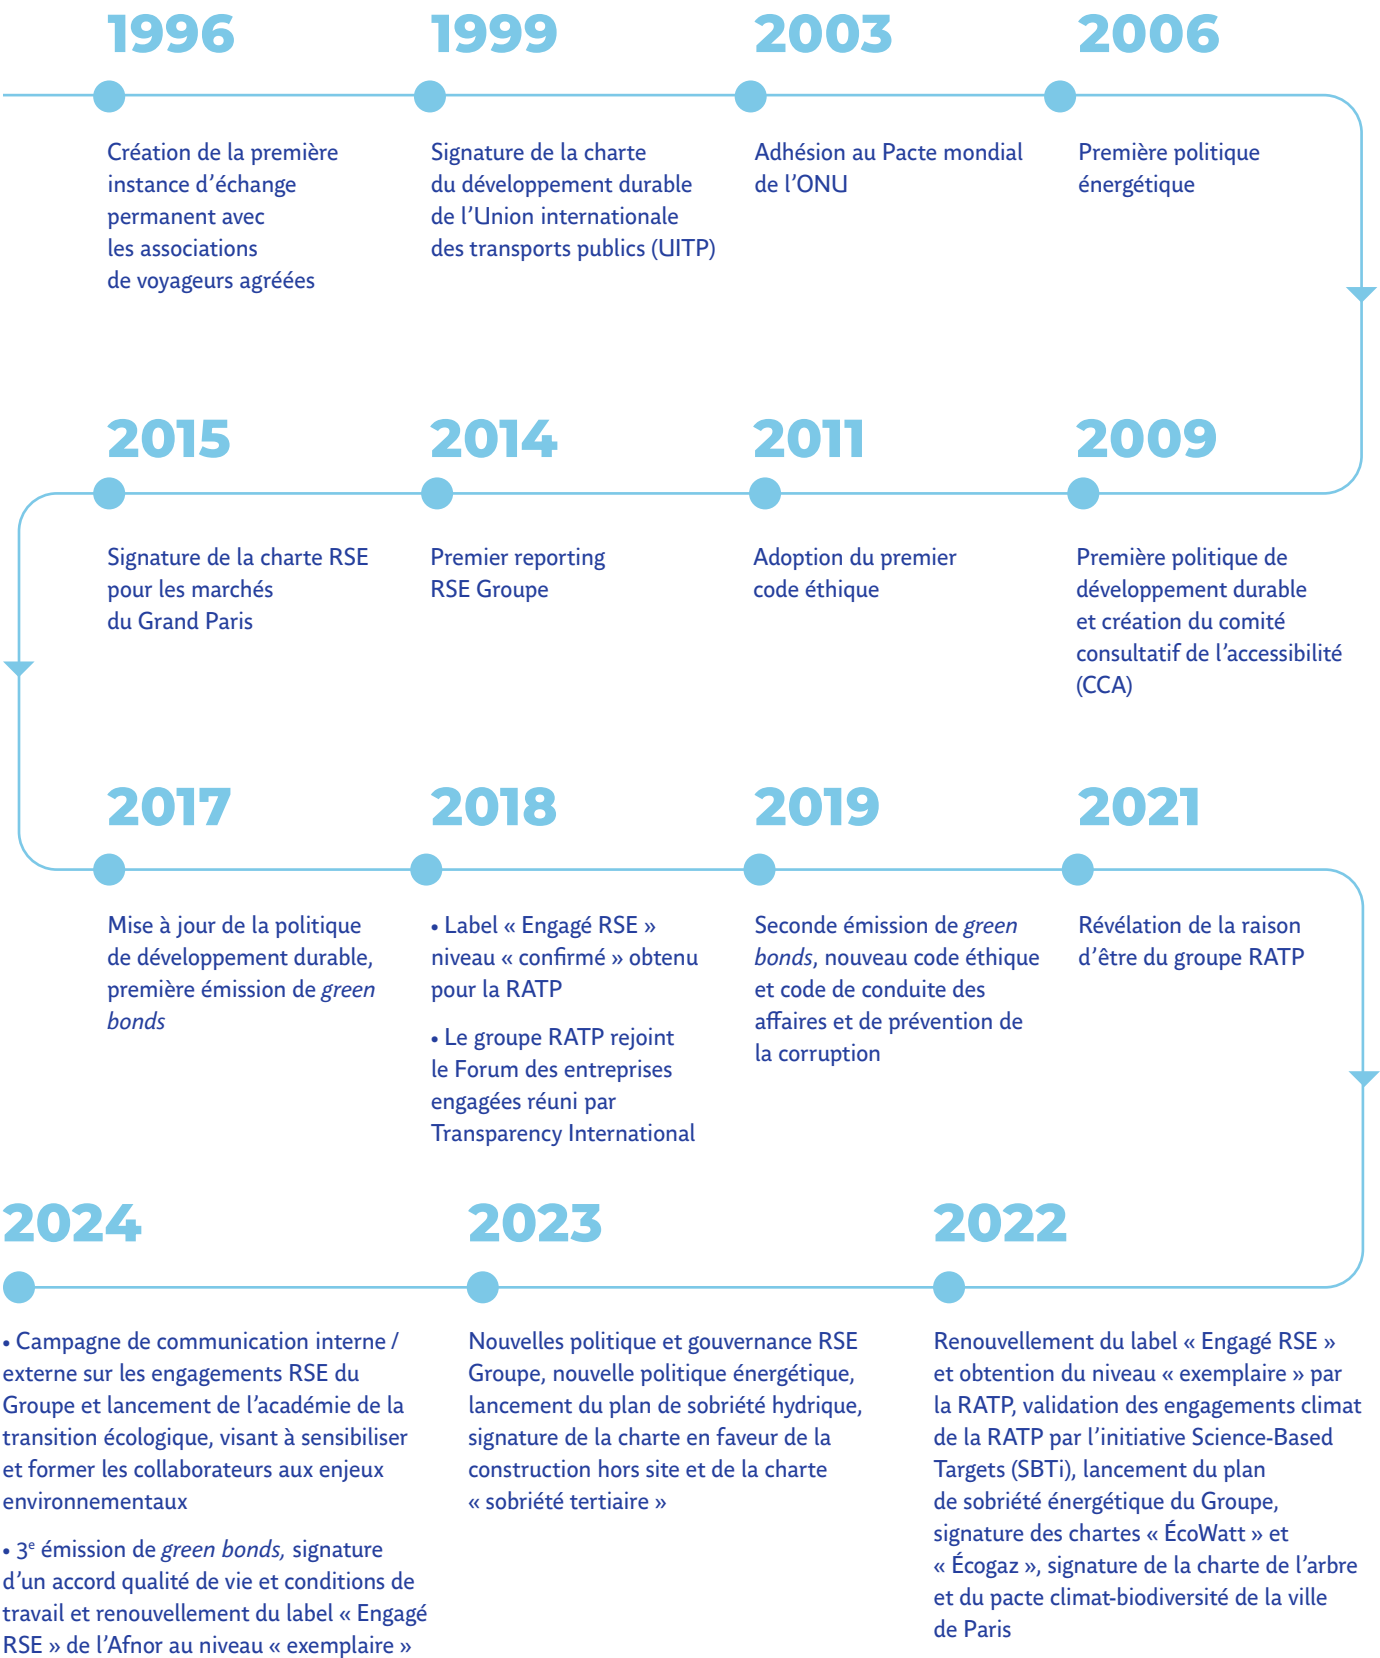 1996
Création de la première
instance d’échange
permanent avec
les associations
de voyageurs agréées
1999
Signature de la charte
du développement durable
de l’Union internationale
des transports publics (UITP)
2003
Adhésion au Pacte mondial
de l’ONU
2006
Première politique
énergétique
2009
Première politique de
développement durable
et création du comité
consultatif de l’accessibilité
(CCA)
2011
Adoption du premier
code éthique
2014
Premier reporting
RSE Groupe
2015
Signature de la charte RSE
pour les marchés
du Grand Paris
2017
Mise à jour de la politique
de développement durable,
première émission de green
bonds
2018
• Label « Engagé RSE »
niveau « confirmé » obtenu
pour la RATP
• Le groupe RATP rejoint
le Forum des entreprises
engagées réuni par
Transparency International
2019
Seconde émission de green
bonds, nouveau code éthique
et code de conduite des
affaires et de prévention de
la corruption
2021
Révélation de la raison
d’être du groupe RATP
2022
Renouvellement du label « Engagé RSE »
et obtention du niveau « exemplaire » par
la RATP, validation des engagements climat
de la RATP par l’initiative Science-Based
Targets (SBTi), lancement du plan
de sobriété énergétique du Groupe,
signature des chartes « ÉcoWatt » et
« Écogaz », signature de la charte de l’arbre
et du pacte climat-biodiversité de la ville
de Paris
2023
Nouvelles politique et gouvernance RSE
Groupe, nouvelle politique énergétique,
lancement du plan de sobriété hydrique,
signature de la charte en faveur de la
construction hors site et de la charte
« sobriété tertiaire »
2024
• Campagne de communication interne /
externe sur les engagements RSE du
Groupe et lancement de l’académie de la
transition écologique, visant à sensibiliser
et former les collaborateurs aux enjeux
environnementaux
• 3e émission de green bonds, signature
d’un accord qualité de vie et conditions de
travail et renouvellement du label « Engagé
RSE » de l’Afnor au niveau « exemplaire »